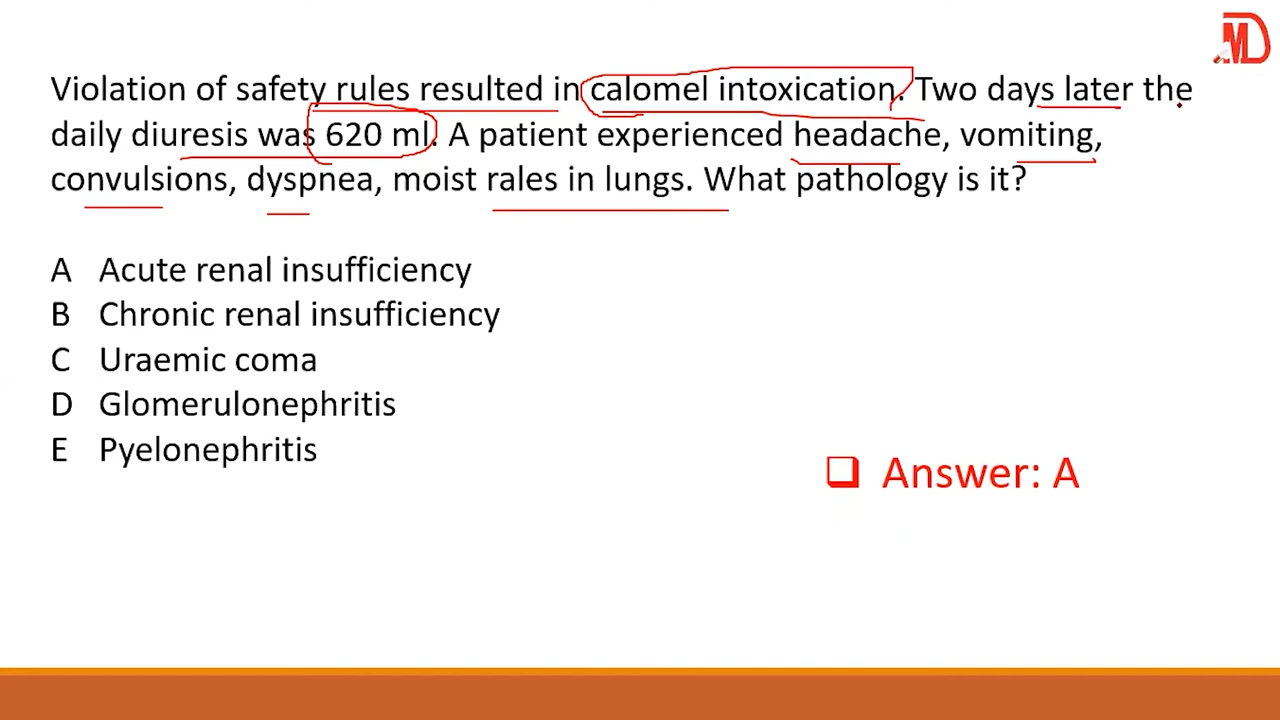 MD
Violation of safety rules resulted in calomel intoxication. Two days later the
daily diuresis was 620 ml. A patient experienced headache, vomiting,
convulsions, dyspnea, moist rales in lungs. What pathology is it?
A Acute renal insufficiency
B Chronic renal insufficiency
C Uraemic coma
D Glomerulonephritis
E Pyelonephritis
Answer: A